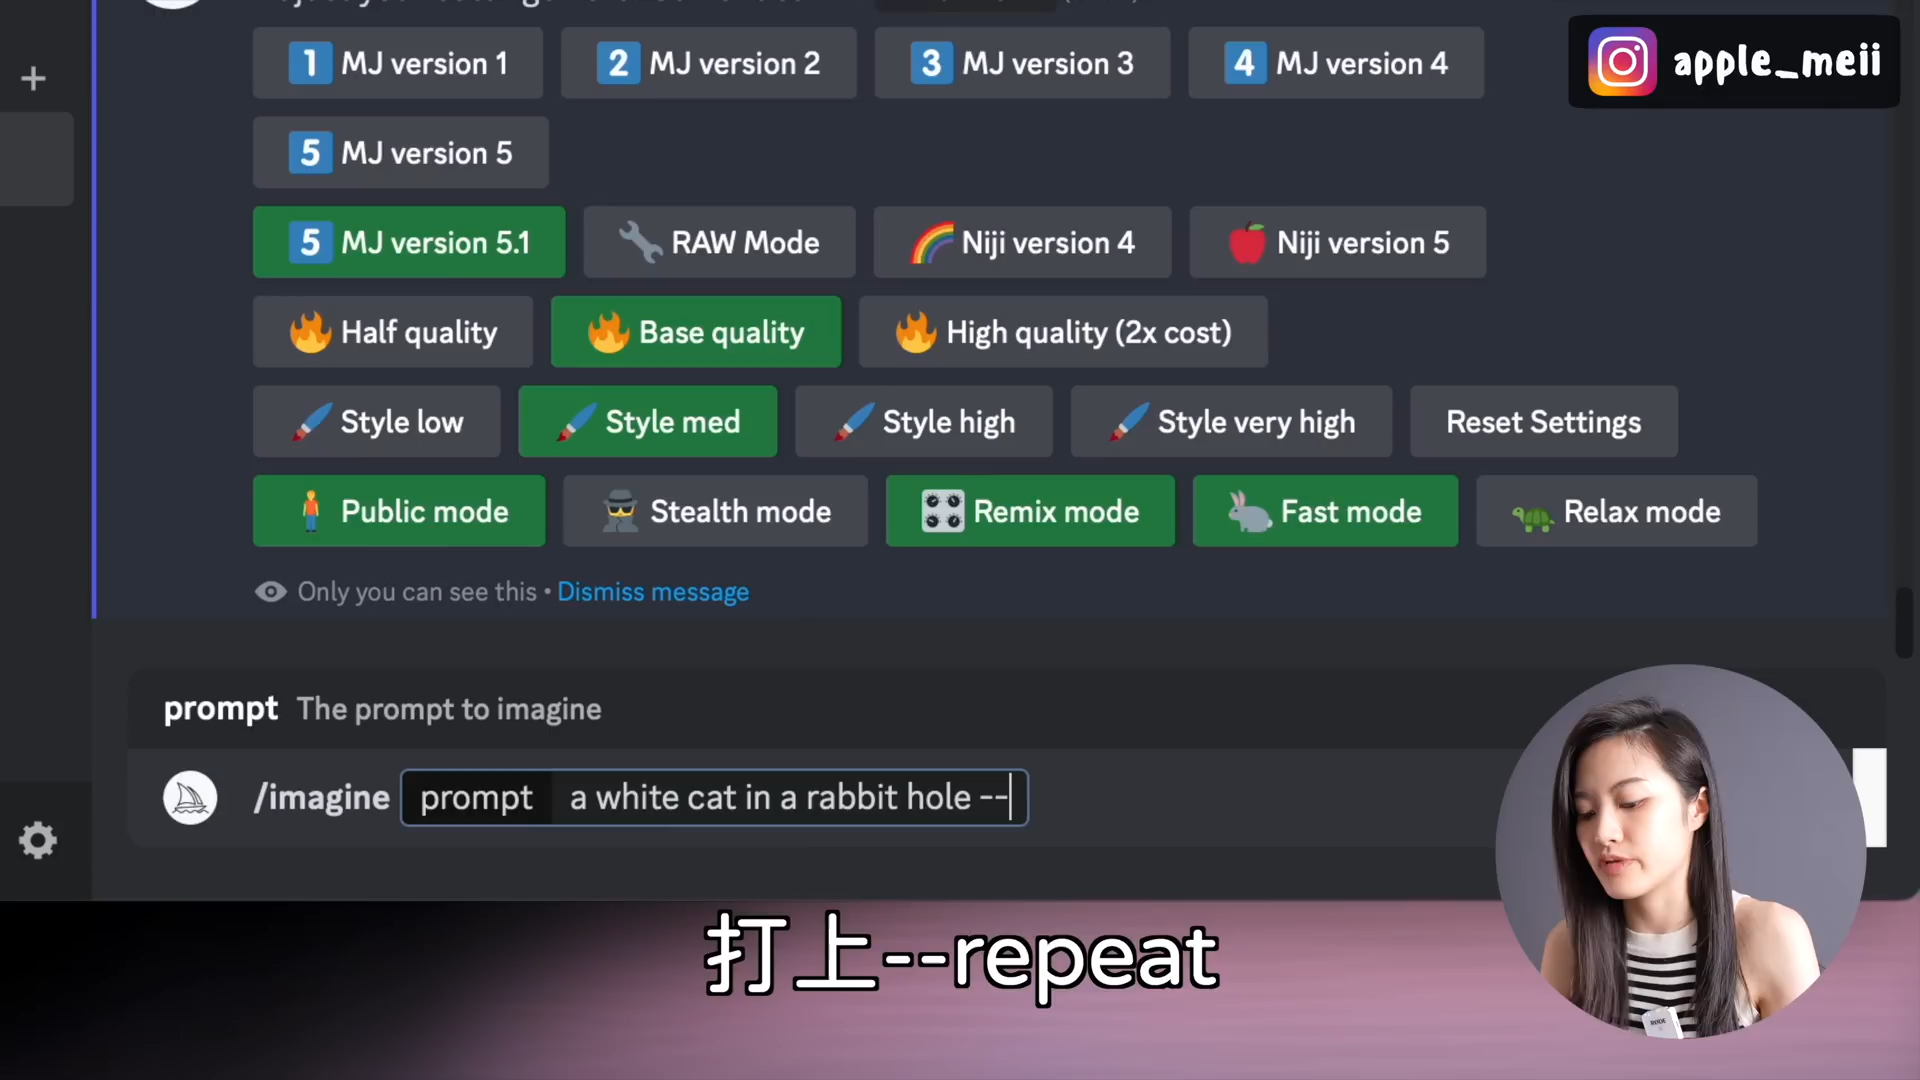 apple_meii
1 MJ version 1
2 MJ version 2
3 MJ version 3
4 MJ version 4
5 MJ version 5
5 MJ version 5.1
RAW Mode
Niji version 4
Niji version 5
Half quality
Base quality
High quality (2x cost)
Style low
Style med
Style high
Style very high
Reset Settings
Public mode
Stealth mode
Remix mode
Fast mode
Relax mode
Only you can see this • Dismiss message
prompt The prompt to imagine
/imagine prompt a white cat in a rabbit hole --
RODE
打上--repeat